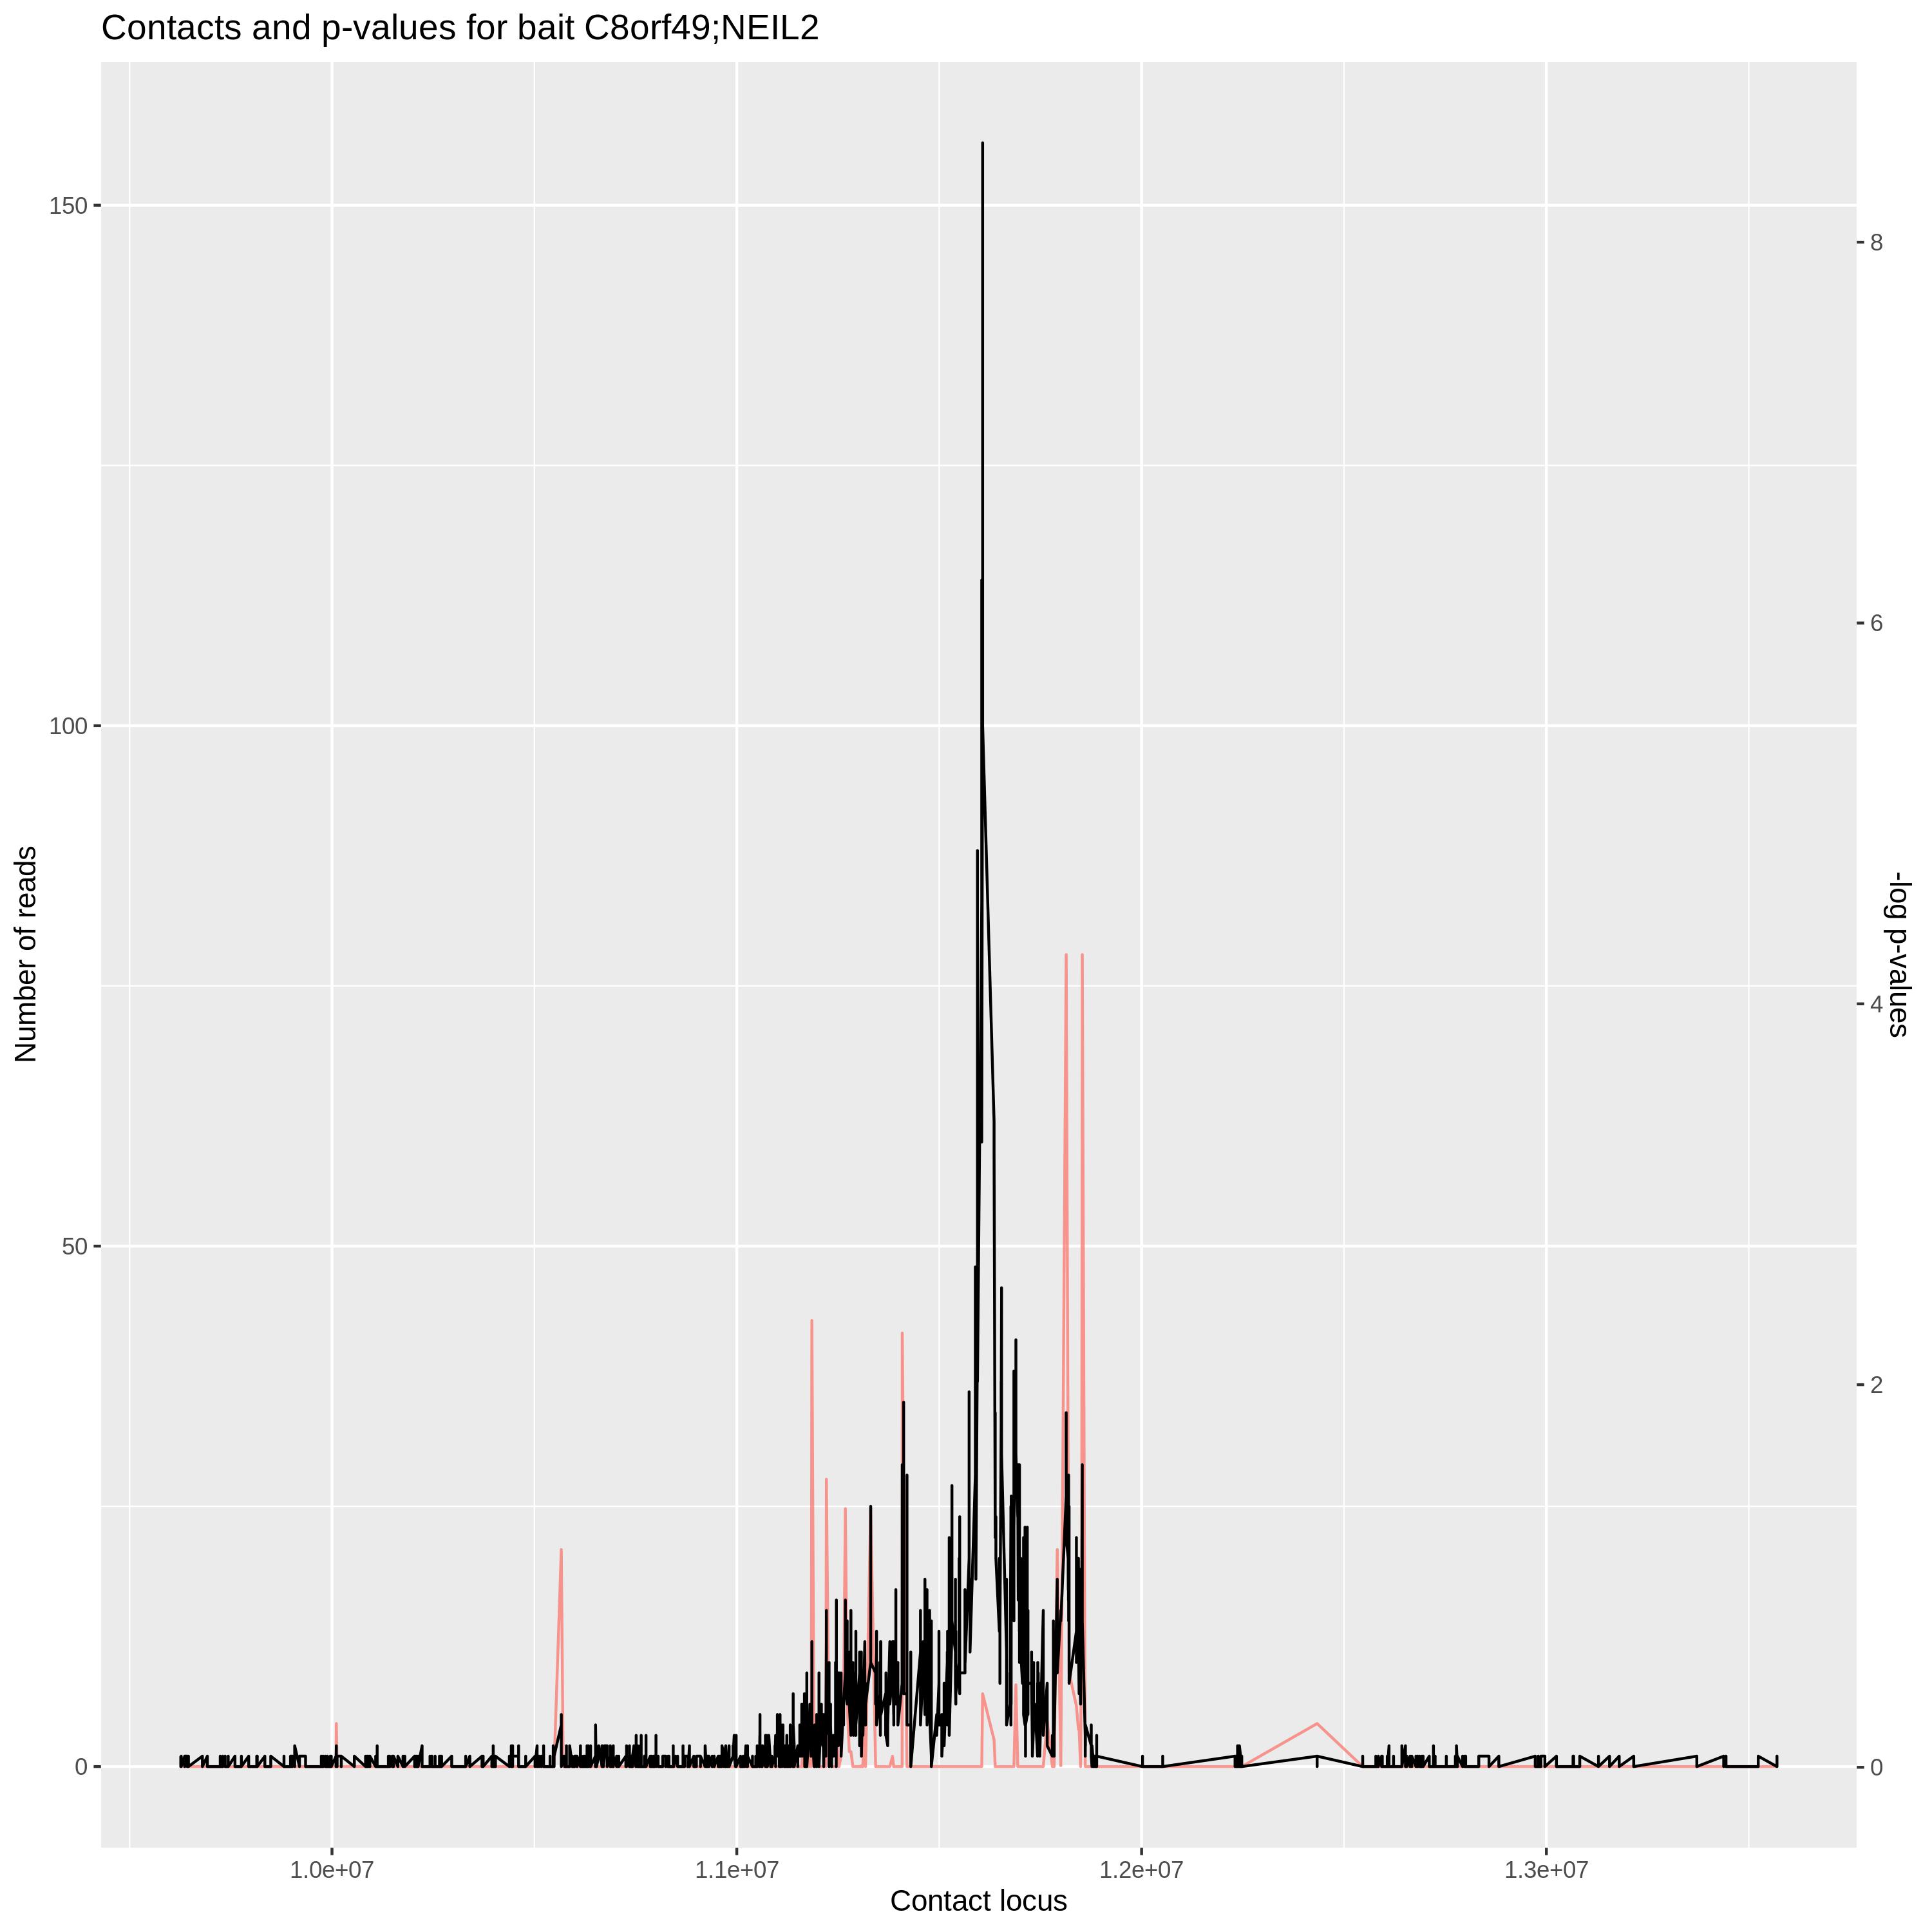 Contacts and p-values for bait C8orf49;NEIL2
150
100
50
0
Number of reads
8
6
4
2
0
-log p-values
1.0e+07
1.1e+07
1.2e+07
1.3e+07
Contact locus